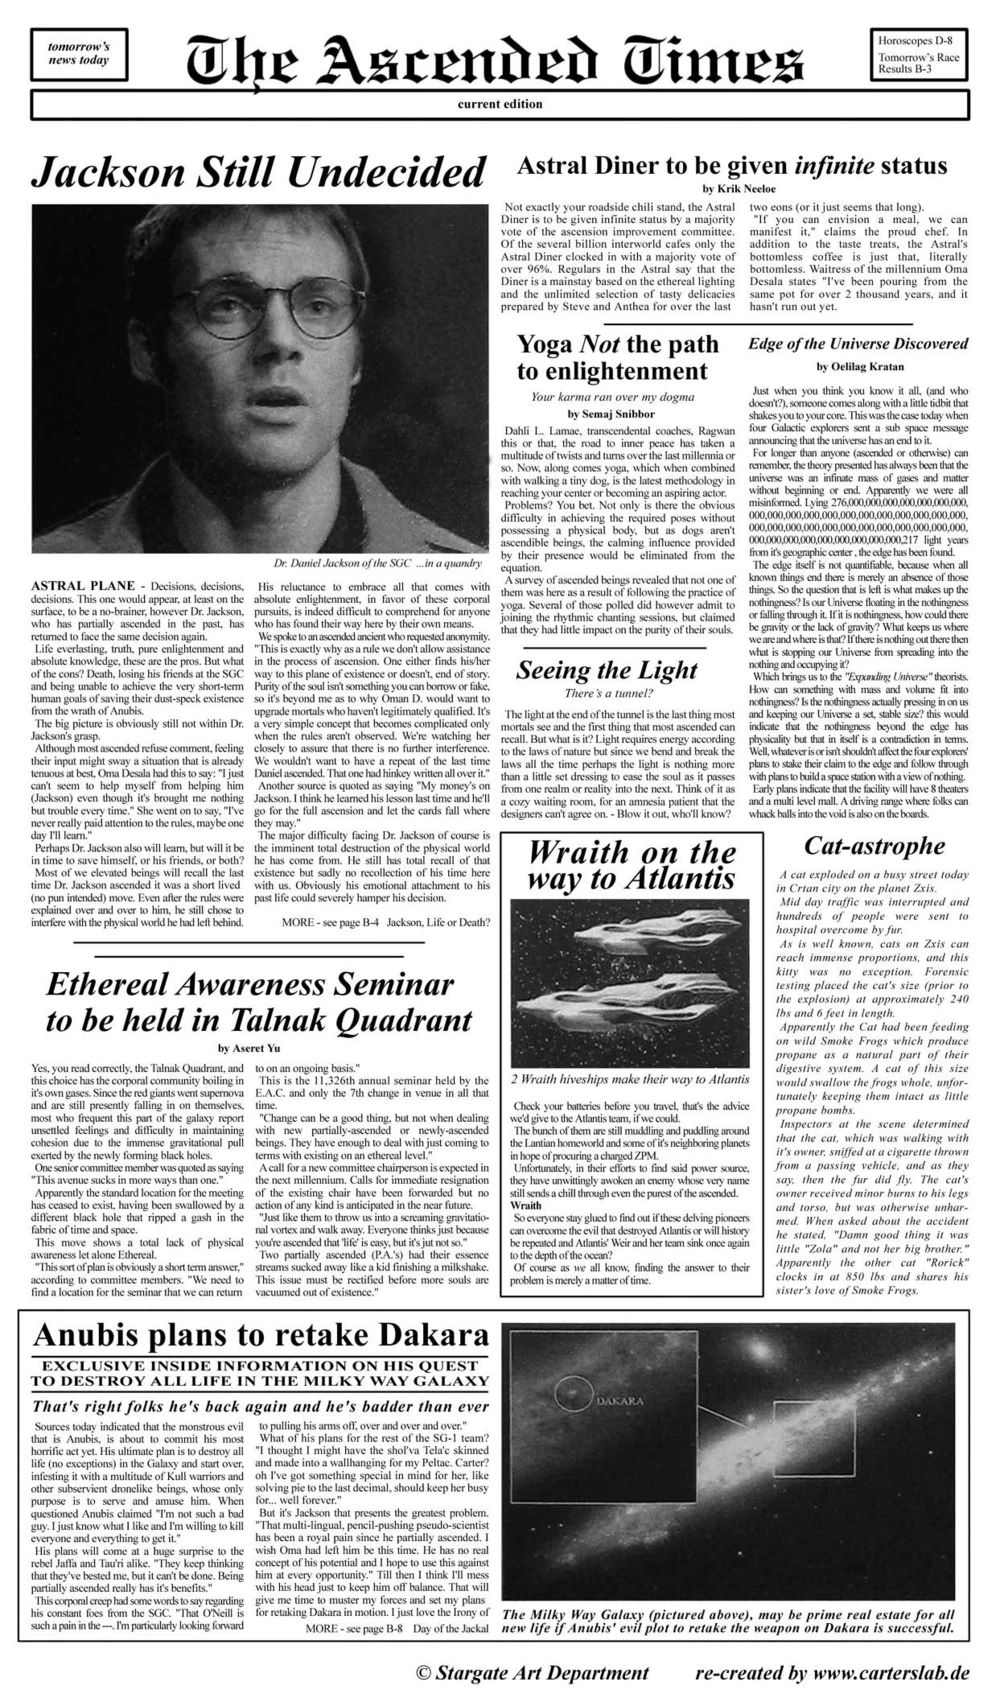 tomorrow's
news today
The Ascended Times
Horoscopes D-8
Tomorrow's Race
Results B-3
current edition
Jackson Still Undecided
Dr. Daniel Jackson of the SGC ...in a quandry
ASTRAL PLANE - Decisions, decisions,
decisions. This one would appear, at least on the
surface, to be a no-brainer, however Dr. Jackson,
who has partially ascended in the past, has
returned to face the same decision again.
Life everlasting, truth, pure enlightenment and
absolute knowledge, these are the pros. But what
of the cons? Death, losing his friends at the SGC
and being unable to achieve the very short-term
human goals of saving their dust-speck existence
from the wrath of Anubis.
The big picture is obviously still not within Dr.
Jackson's grasp.
Although most ascended refuse comment, feeling
their input might sway a situation that is already
tenuous at best, Oma Desala had this to say: "I just
can't seem to help myself from helping him
(Jackson) even though it's brought me nothing
but trouble every time." She went on to say, "I've
never really paid attention to the rules, maybe one
day I'll learn."
Perhaps Dr. Jackson also will learn, but will it be
in time to save himself, or his friends, or both?
Most of we elevated beings will recall the last
time Dr. Jackson ascended it was a short lived
(no pun intended) move. Even after the rules were
explained over and over to him, he still chose to
interfere with the physical world he had left behind.
His reluctance to embrace all that comes with
absolute enlightenment, in favor of these corporal
pursuits, is indeed difficult to comprehend for anyone
who has found their way here by their own means.
We spoke to an ascended ancient who requested anonymity.
"This is exactly why as a rule we don't allow assistance
in the process of ascension. One either finds his/her
way to this plane of existence or doesn't, end of story.
Purity of the soul isn't something you can borrow or fake,
so it's beyond me as to why Oman D. would want to
upgrade mortals who haven't legitimately qualified. It's
a very simple concept that becomes complicated only
when the rules aren't observed. We're watching her
closely to assure that there is no further interference.
We wouldn't want to have a repeat of the last time
Daniel ascended. That one had hinkey written all over it."
Another source is quoted as saying "My money's on
Jackson. I think he learned his lesson last time and he'll
go for the full ascension and let the cards fall where
they may."
The major difficulty facing Dr. Jackson of course is
the imminent total destruction of the physical world
he has come from. He still has total recall of that
existence but sadly no recollection of his time here
with us. Obviously his emotional attachment to his
past life could severely hamper his decision.
MORE - see page B-4 Jackson, Life or Death?
Astral Diner to be given infinite status
by Krik Neeloe
Not exactly your roadside chili stand, the Astral
Diner is to be given infinite status by a majority
vote of the ascension improvement committee.
Of the several billion interworld cafes only the
Astral Diner clocked in with a majority vote of
over 96%. Regulars in the Astral say that the
Diner is a mainstay based on the ethereal lighting
and the unlimited selection of tasty delicacies
prepared by Steve and Anthea for over the last
two eons (or it just seems that long).
"If you can envision a meal, we can
manifest it," claims the proud chef. In
addition to the taste treats, the Astral's
bottomless coffee is just that, literally
bottomless. Waitress of the millennium Oma
Desala states "I've been pouring from the
same pot for over 2 thousand years, and it
hasn't run out yet.
Yoga Not the path
to enlightenment
Your karma ran over my dogma
by Semaj Snibbor
Dahli L. Lamae, transcendental coaches, Ragwan
this or that, the road to inner peace has taken a
multitude of twists and turns over the last millennia or
so. Now, along comes yoga, which when combined
with walking a tiny dog, is the latest methodology in
reaching your center or becoming an aspiring actor.
Problems? You bet. Not only is there the obvious
difficulty in achieving the required poses without
possessing a physical body, but as dogs aren't
ascendible beings, the calming influence provided
by their presence would be eliminated from the
equation.
A survey of ascended beings revealed that not one of
them was here as a result of following the practice of
yoga. Several of those polled did however admit to
joining the rhythmic chanting sessions, but claimed
that they had little impact on the purity of their souls.
Seeing the Light
There's a tunnel?
The light at the end of the tunnel is the last thing most
mortals see and the first thing that most ascended can
recall. But what is it? Light requires energy according
to the laws of nature but since we bend and break the
laws all the time perhaps the light is nothing more
than a little set dressing to ease the soul as it passes
from one realm or reality into the next. Think of it as
a cozy waiting room, for an amnesia patient that the
designers can't agree on. - Blow it out, who'll know?
Edge of the Universe Discovered
by Oelilag Kratan
Just when you think you know it all, (and who
doesn't?), someone comes along with a little tidbit that
shakes you to your core. This was the case today when
four Galactic explorers sent a sub space message
announcing that the universe has an end to it.
For longer than anyone (ascended or otherwise) can
remember, the theory presented has always been that the
universe was an infinate mass of gases and matter
without beginning or end. Apparently we were all
misinformed. Lying 276,000,000,000,000,000,000,000,
000,000,000,000,000,000,000,000,000,000,000,000,
000,000,000,000,000,000,000,000,000,000,000,000,
000,000,000,000,000,000,000,000,217 light years
from it's geographic center , the edge has been found.
The edge itself is not quantifiable, because when all
known things end there is merely an absence of those
things. So the question that is left is what makes up the
nothingness? Is our Universe floating in the nothingness
or falling through it. If it is nothingness, how could there
be gravity or the lack of gravity? What keeps us where
we are and where is that? If there is nothing out there then
what is stopping our Universe from spreading into the
nothing and occupying it?
Which brings us to the "Expanding Universe" theorists.
How can something with mass and volume fit into
nothingness? Is the nothingness actually pressing in on us
and keeping our Universe a set, stable size? this would
indicate that the nothingness beyond the edge has
physicality but that in itself is a contradiction in terms.
Well, whatever is or isn't shouldn't affect the four explorers'
plans to stake their claim to the edge and follow through
with plans to build a space station with a view of nothing.
Early plans indicate that the facility will have 8 theaters
and a multi level mall. A driving range where folks can
whack balls into the void is also on the boards.
Wraith on the
way to Atlantis
2 Wraith hiveships make their way to Atlantis
Check your batteries before you travel, that's the advice
we'd give to the Atlantis team, if we could.
The bunch of them are still muddling and puddling around
the Lantian homeworld and some of it's neighboring planets
in hope of procuring a charged ZPM.
Unfortunately, in their efforts to find said power source,
they have unwittingly awoken an enemy whose very name
still sends a chill through even the purest of the ascended.
Wraith
So everyone stay glued to find out if these delving pioneers
can overcome the evil that destroyed Atlantis or will history
be repeated and Atlantis' Weir and her team sink once again
to the depth of the ocean?
Of course as we all know, finding the answer to their
problem is merely a matter of time.
Cat-astrophe
A cat exploded on a busy street today
in Crtan city on the planet Zxis.
Mid day traffic was interrupted and
hundreds of people were sent to
hospital overcome by fur.
As is well known, cats on Zxis can
reach immense proportions, and this
kitty was no exception. Forensic
testing placed the cat's size (prior to
the explosion) at approximately 240
lbs and 6 feet in length.
Apparently the Cat had been feeding
on wild Smoke Frogs which produce
propane as a natural part of their
digestive system. A cat of this size
would swallow the frogs whole, unfor-
tunately keeping them intact as little
propane bombs.
Inspectors at the scene determined
that the cat, which was walking with
it's owner, sniffed at a cigarette thrown
from a passing vehicle, and as they
say, then the fur did fly. The cat's
owner received minor burns to his legs
and torso, but was otherwise unhar-
med. When asked about the accident
he stated, "Damn good thing it was
little "Zola" and not her big brother."
Apparently the other cat "Rorick"
clocks in at 850 lbs and shares his
sister's love of Smoke Frogs.
Ethereal Awareness Seminar
to be held in Talnak Quadrant
by Aseret Yu
Yes, you read correctly, the Talnak Quadrant, and
this choice has the corporal community boiling in
it's own gases. Since the red giants went supernova
and are still presently falling in on themselves,
most who frequent this part of the galaxy report
unsettled feelings and difficulty in maintaining
cohesion due to the immense gravitational pull
exerted by the newly forming black holes.
One senior committee member was quoted as saying
"This avenue sucks in more ways than one."
Apparently the standard location for the meeting
has ceased to exist, having been swallowed by a
different black hole that ripped a gash in the
fabric of time and space.
This move shows a total lack of physical
awareness let alone Ethereal.
"This sort of plan is obviously a short term answer,"
according to committee members. "We need to
find a location for the seminar that we can return
to on an ongoing basis."
This is the 11,326th annual seminar held by the
E.A.C. and only the 7th change in venue in all that
time.
"Change can be a good thing, but not when dealing
with new partially-ascended or newly-ascended
beings. They have enough to deal with just coming to
terms with existing on an ethereal level."
A call for a new committee chairperson is expected in
the next millennium. Calls for immediate resignation
of the existing chair have been forwarded but no
action of any kind is anticipated in the near future.
"Just like them to throw us into a screaming gravitatio-
nal vortex and walk away. Everyone thinks just because
you're ascended that 'life' is easy, but it's jut not so."
Two partially ascended (P.A.'s) had their essence
streams sucked away like a kid finishing a milkshake.
This issue must be rectified before more souls are
vacuumed out of existence."
Anubis plans to retake Dakara
EXCLUSIVE INSIDE INFORMATION ON HIS QUEST
TO DESTROY ALL LIFE IN THE MILKY WAY GALAXY
That's right folks he's back again and he's badder than ever
Sources today indicated that the monstrous evil
that is Anubis, is about to commit his most
horrific act yet. His ultimate plan is to destroy all
life (no exceptions) in the Galaxy and start over,
infesting it with a multitude of Kull warriors and
other subservient dronelike beings, whose only
purpose is to serve and amuse him. When
questioned Anubis claimed "I'm not such a bad
guy. I just know what I like and I'm willing to kill
everyone and everything to get it."
His plans will come at a huge surprise to the
rebel Jaffa and Tau'ri alike. "They keep thinking
that they've bested me, but it can't be done. Being
partially ascended really has it's benefits."
This corporal creep had some words to say regarding
his constant foes from the SGC. "That O'Neill is
such a pain in the ---. I'm particularly looking forward
to pulling his arms off, over and over and over."
What of his plans for the rest of the SG-1 team?
"I thought I might have the shol'va Tela'c skinned
and made into a wallhanging for my Peltac. Carter?
oh I've got something special in mind for her, like
solving pie to the last decimal, should keep her busy
for... well forever."
But it's Jackson that presents the greatest problem.
"That multi-lingual, pencil-pushing pseudo-scientist
has been a royal pain since he partially ascended. I
wish Oma had left him be this time. He has no real
concept of his potential and I hope to use this against
him at every opportunity." Till then I think I'll mess
with his head just to keep him off balance. That will
give me time to muster my forces and set my plans
for retaking Dakara in motion. I just love the Irony of
MORE - see page B-8 Day of the Jackal
DAKARA
The Milky Way Galaxy (pictured above), may be prime real estate for all
new life if Anubis' evil plot to retake the weapon on Dakara is successful.
© Stargate Art Department re-created by www.carterslab.de